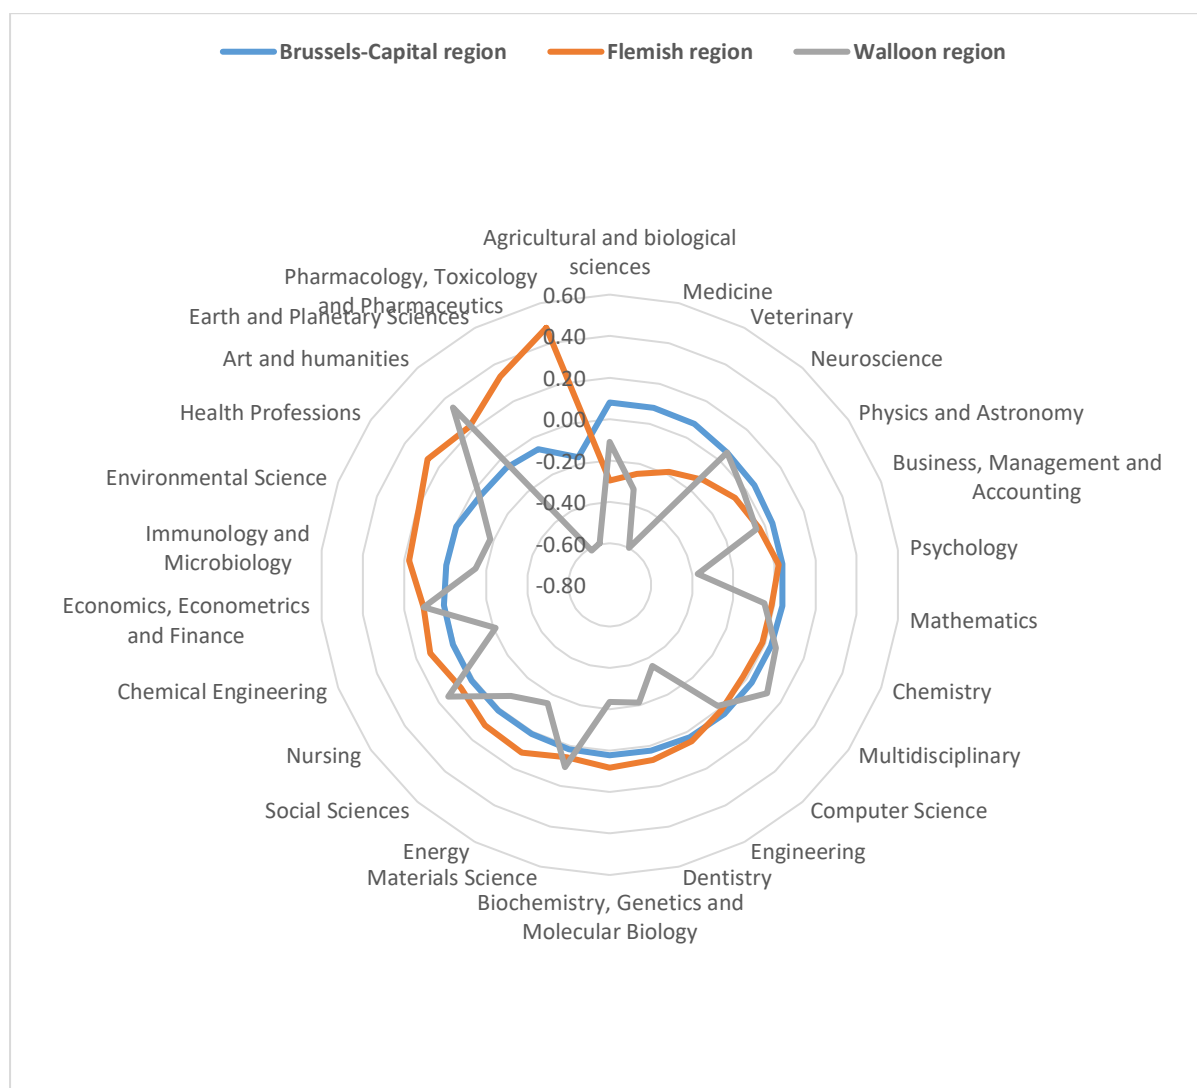 Brussels-Capital region
Flemish region
Walloon region
Agricultural and biological
sciences
Medicine
Veterinary
Neuroscience
Physics and Astronomy
Business, Management and
Accounting
Psychology
Mathematics
Chemistry
Multidisciplinary
Computer Science
Engineering
Dentistry
Biochemistry, Genetics and
Molecular Biology
Materials Science
Energy
Social Sciences
Nursing
Chemical Engineering
Economics, Econometrics
and Finance
Immunology and
Microbiology
Environmental Science
Health Professions
Art and humanities
Earth and Planetary Sciences
Pharmacology, Toxicology
and Pharmaceutics
0.60
0.40
0.20
0.00
-0.20
-0.40
-0.60
-0.80